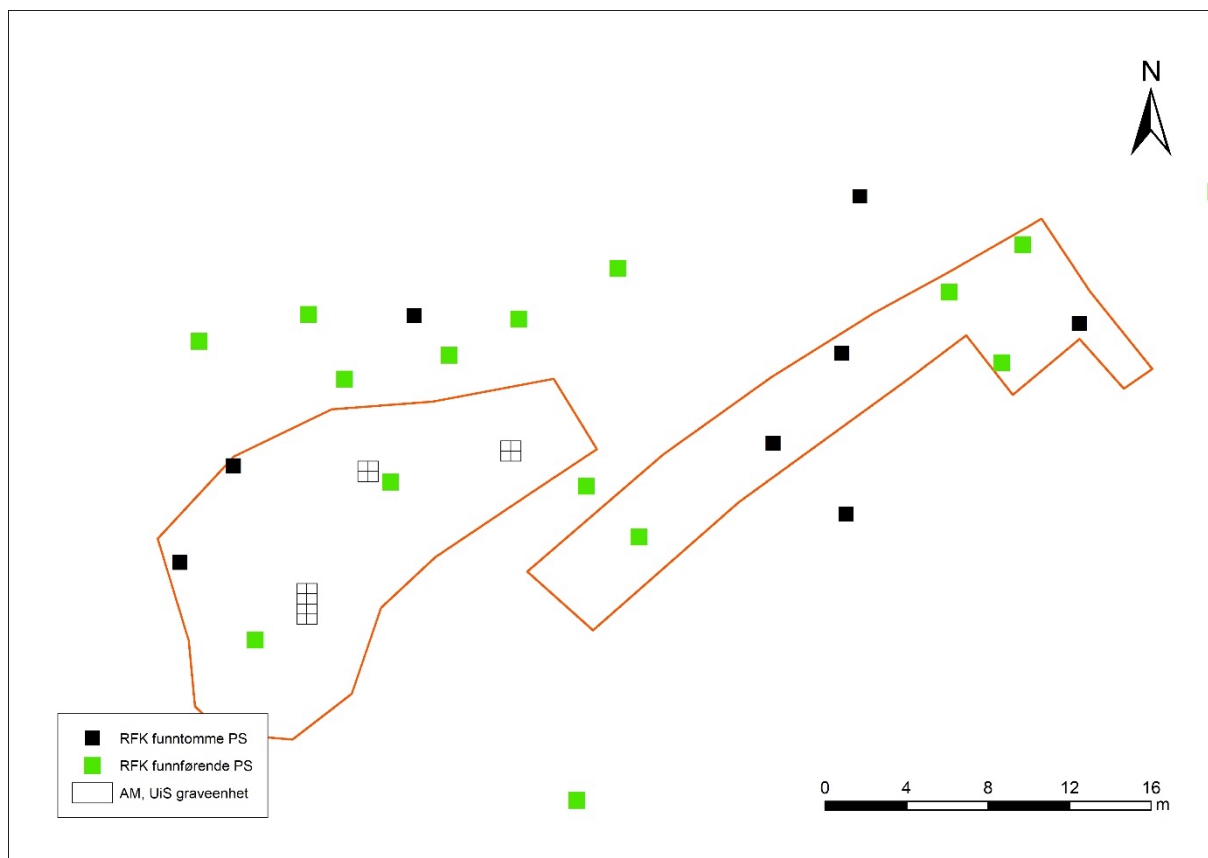 N
RFK funntomme PS
RFK funnførende PS
AM, UiS graveenhet
0 4 8 12 16
m